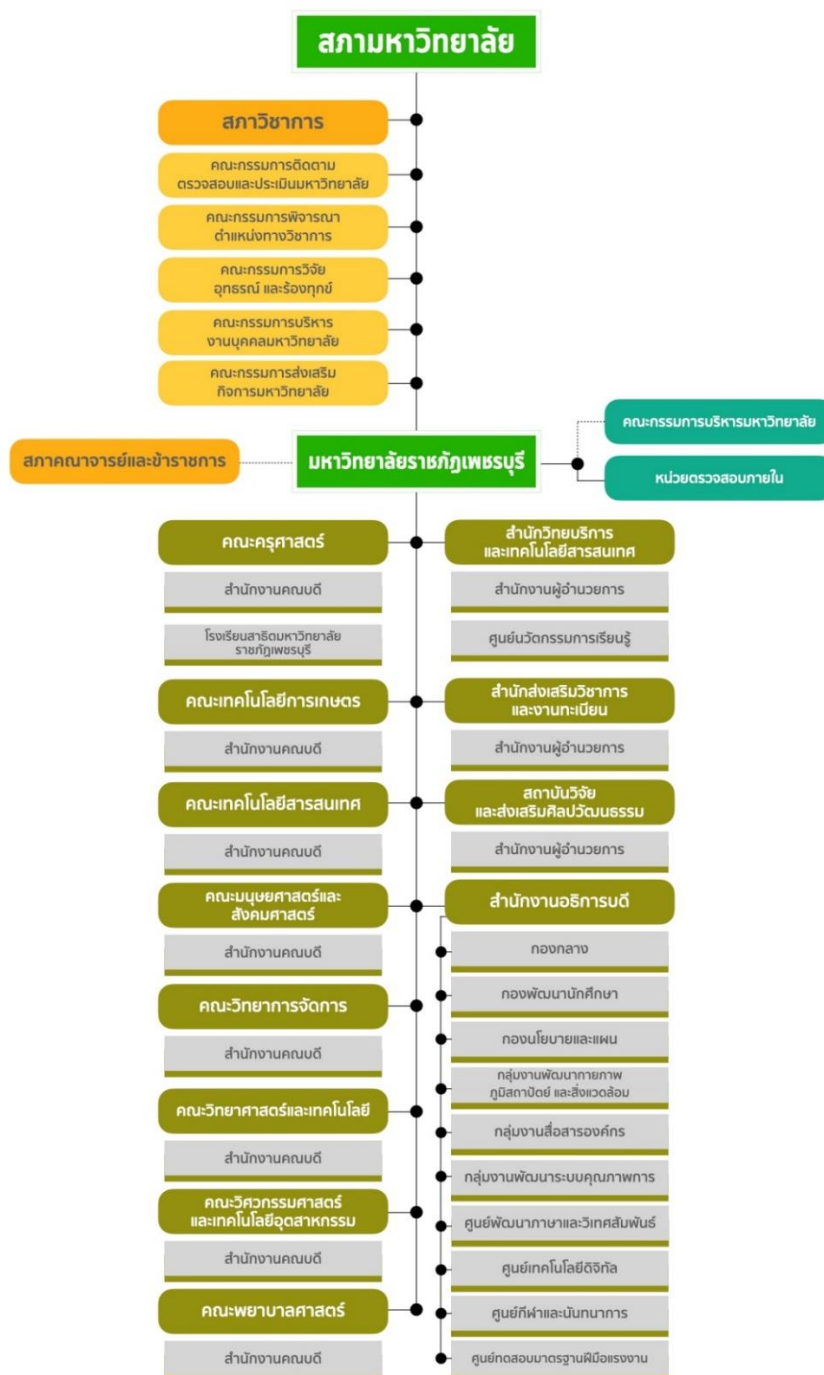 สภามหาวิทยาลัย
สภาวิชาการ
คณะกรรมการติดตาม
ตรวจสอบและประเมินมหาวิทยาลัย
คณะกรรมการพิจารณา
ตำแหน่งทางวิชาการ
คณะกรรมการวิจัย
อุทธรณ์ และร้องทุกข์
คณะกรรมการบริหาร
งานบุคคลมหาวิทยาลัย
คณะกรรมการส่งเสริม
กิจการมหาวิทยาลัย
คณะกรรมการบริหารมหาวิทยาลัย
สภาคณาจารย์และข้าราชการ
มหาวิทยาลัยราชภัฏเพชรบุรี
หน่วยตรวจสอบภายใน
คณะครุศาสตร์
สำนักงานคณบดี
โรงเรียนสาธิตมหาวิทยาลัย
ราชภัฏเพชรบุรี
คณะเทคโนโลยีการเกษตร
สำนักงานคณบดี
คณะเทคโนโลยีสารสนเทศ
สำนักงานคณบดี
คณะมนุษยศาสตร์และ
สังคมศาสตร์
สำนักงานคณบดี
คณะวิทยาการจัดการ
สำนักงานคณบดี
คณะวิทยาศาสตร์และเทคโนโลยี
สำนักงานคณบดี
คณะวิศวกรรมศาสตร์
และเทคโนโลยีอุตสาหกรรม
สำนักงานคณบดี
คณะพยาบาลศาสตร์
สำนักงานคณบดี
สำนักวิทยบริการ
และเทคโนโลยีสารสนเทศ
สำนักงานผู้อำนวยการ
ศูนย์นวัตกรรมการเรียนรู้
สำนักส่งเสริมวิชาการ
และงานทะเบียน
สำนักงานผู้อำนวยการ
สถาบันวิจัย
และส่งเสริมศิลปวัฒนธรรม
สำนักงานผู้อำนวยการ
สำนักงานอธิการบดี
กองกลาง
กองพัฒนานักศึกษา
กองนโยบายและแผน
กลุ่มงานพัฒนากายภาพ
ภูมิสถาปัตย์ และสิ่งแวดล้อม
กลุ่มงานสื่อสารองค์กร
กลุ่มงานพัฒนาระบบคุณภาพการ
ศูนย์พัฒนาภาษาและวิเทศสัมพันธ์
ศูนย์เทคโนโลยีดิจิทัล
ศูนย์กีฬาและนันทนาการ
ศูนย์ทดสอบมาตรฐานฝีมือแรงงาน